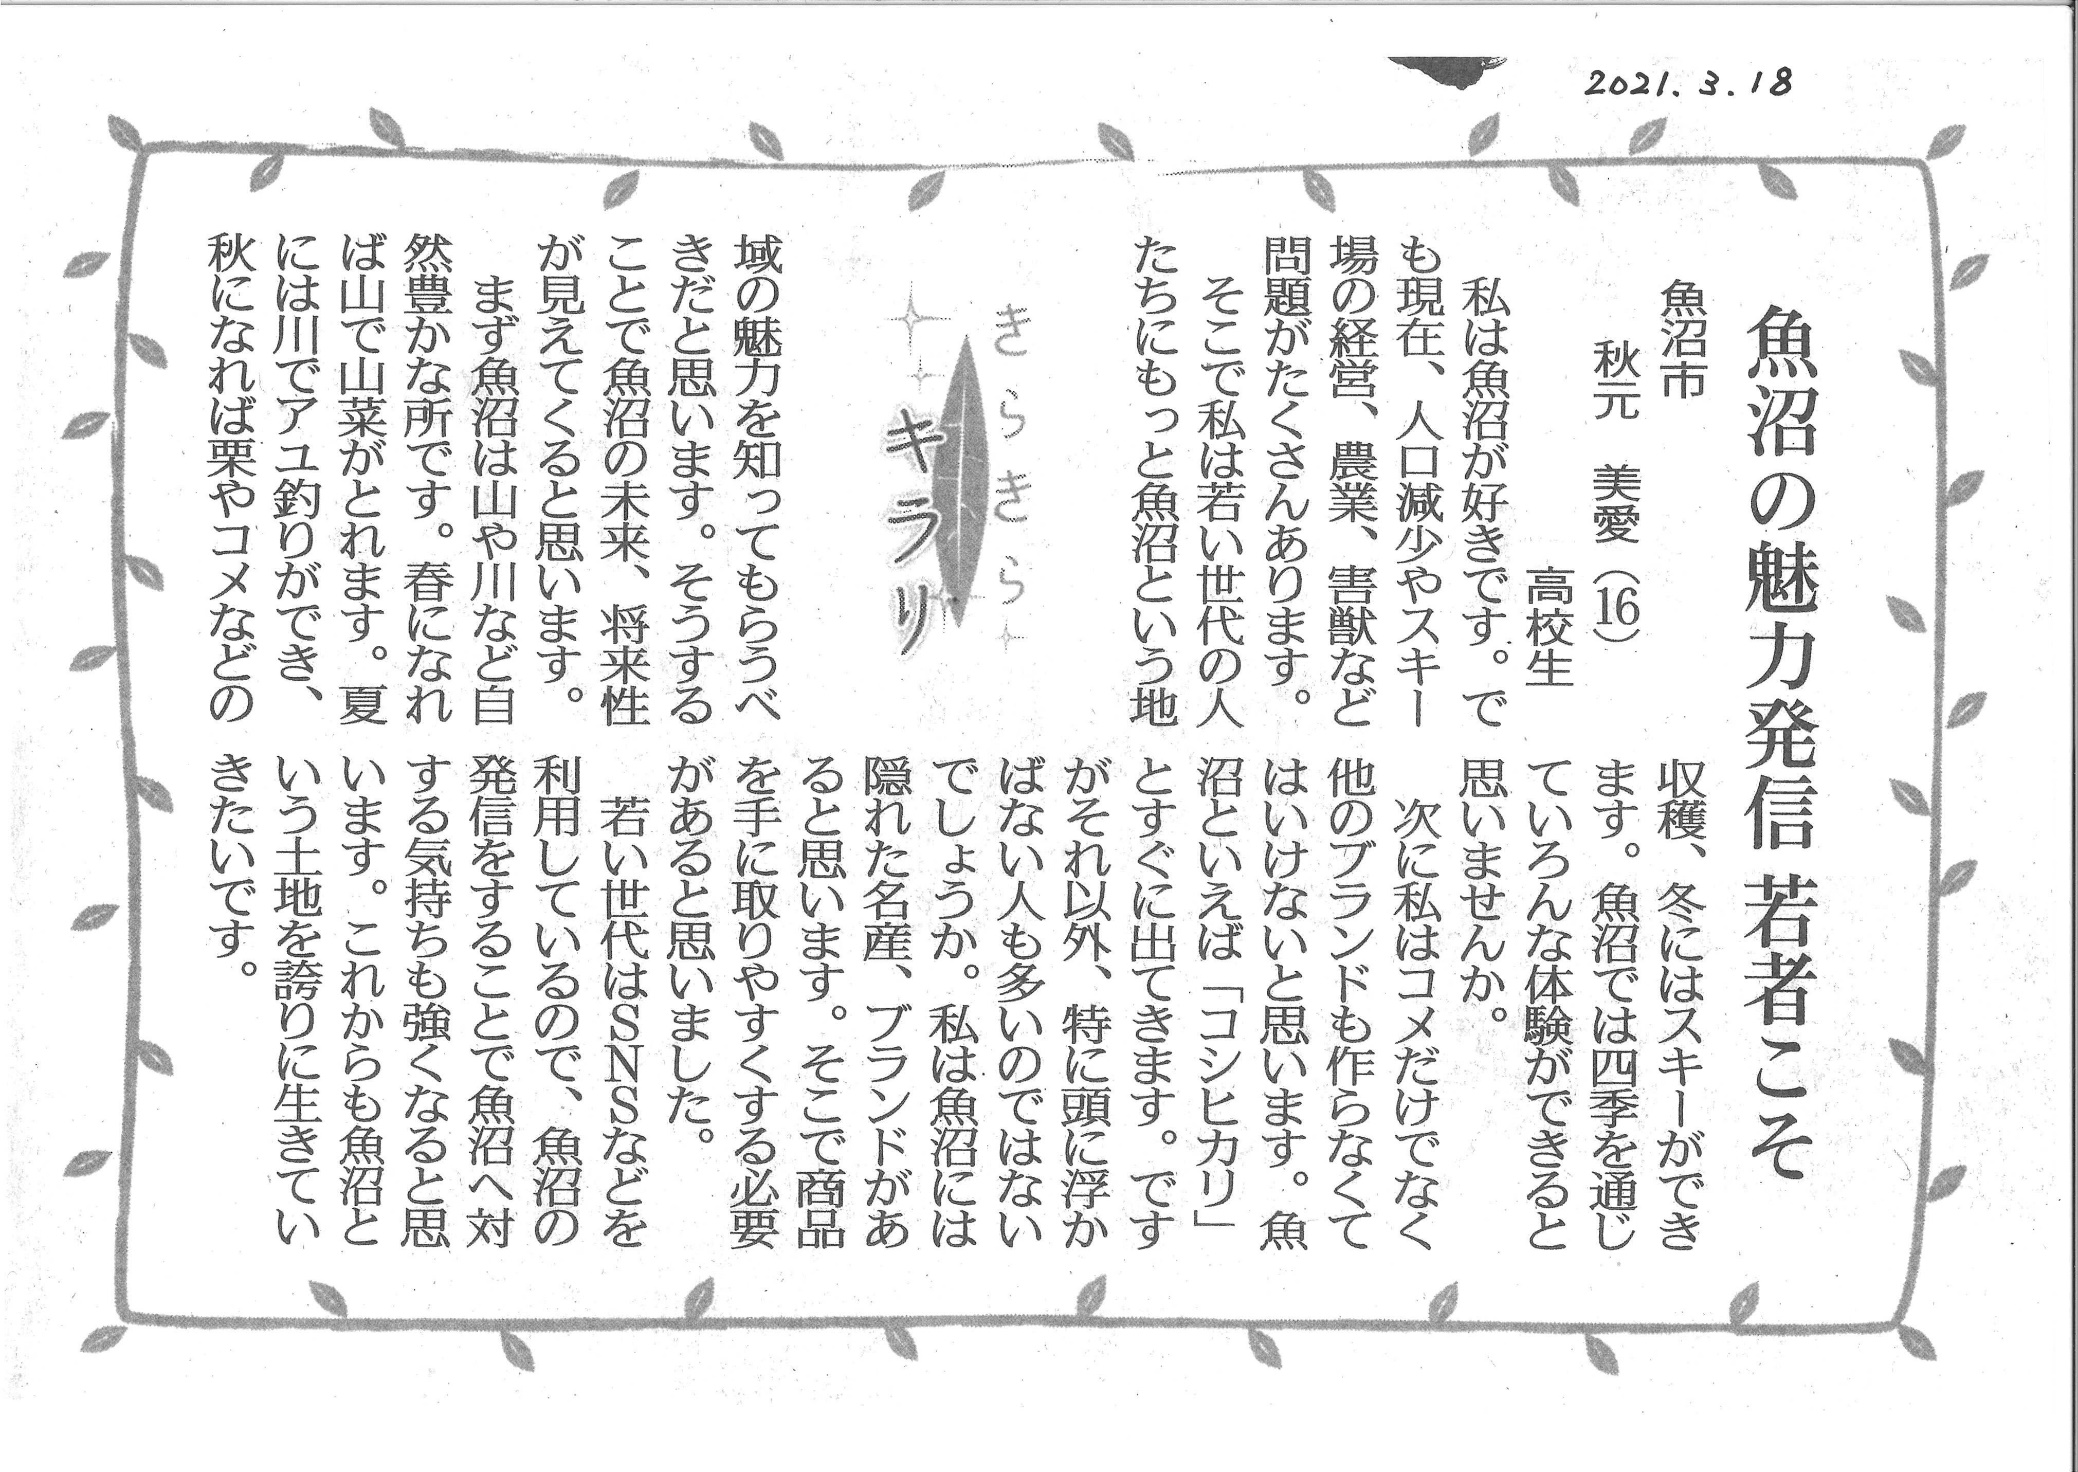 2021.3.18
魚沼の魅力発信 若者こそ
魚沼市
秋元　美愛（16）
高校生
　私は魚沼が好きです。で
も現在、人口減少やスキー
場の経営、農業、害獣など
問題がたくさんあります。
　そこで私は若い世代の人
たちにもっと魚沼という地
きらきら
キラリ
域の魅力を知ってもらうべ
きだと思います。そうする
ことで魚沼の未来、将来性
が見えてくると思います。
　まず魚沼は山や川など自
然豊かな所です。春になれ
ば山で山菜がとれます。夏
には川でアユ釣りができ、
秋になれば栗やコメなどの
収穫、冬にはスキーができ
ます。魚沼では四季を通じ
ていろんな体験ができると
思いませんか。
　次に私はコメだけでなく
他のブランドも作らなくて
はいけないと思います。魚
沼といえば「コシヒカリ」
とすぐに出てきます。です
がそれ以外、特に頭に浮か
ばない人も多いのではない
でしょうか。私は魚沼には
隠れた名産、ブランドがあ
ると思います。そこで商品
を手に取りやすくする必要
があると思いました。
　若い世代はＳＮＳなどを
利用しているので、魚沼の
発信をすることで魚沼へ対
する気持ちも強くなると思
います。これからも魚沼と
いう土地を誇りに生きてい
きたいです。